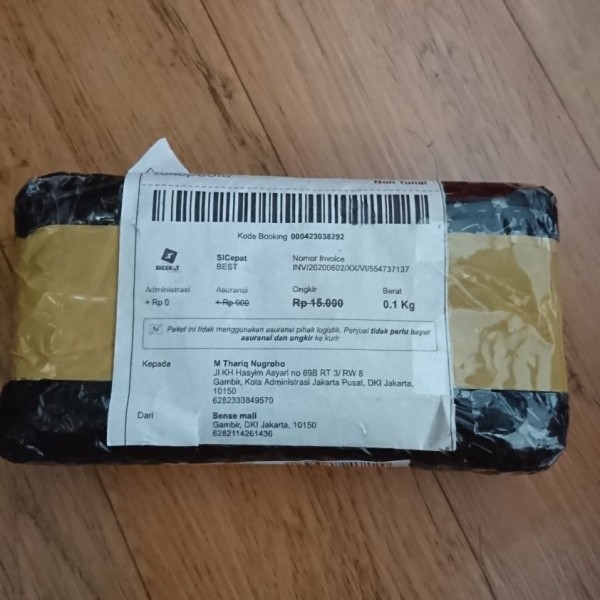 Non Tunai
Kode Booking 000423038292
SICEPAT
SiCepat
BEST
Nomor Invoice
INV/20200602/XX/VI/554737137
Administrasi
+ Rp 0
Asuransi
+ Rp 900
Ongkir
Rp 15.000
Berat
0.1 Kg
Paket ini tidak menggunakan asuransi pihak logistik. Penjual tidak perlu bayar
asuransi dan ongkir ke kurir
Kepada
M Thariq Nugroho
Jl KH Hasyim Asyari no 69B RT 3/ RW 8
Gambir, Kota Administrasi Jakarta Pusat, DKI Jakarta,
10150
6282333849570
Dari
Sense mall
Gambir, DKI Jakarta, 10150
6282114261436